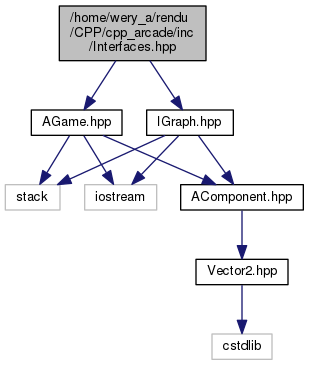 /home/wery_a/rendu
/CPP/cpp_arcade/inc
/Interfaces.hpp
AGame.hpp
IGraph.hpp
stack
iostream
AComponent.hpp
Vector2.hpp
cstdlib